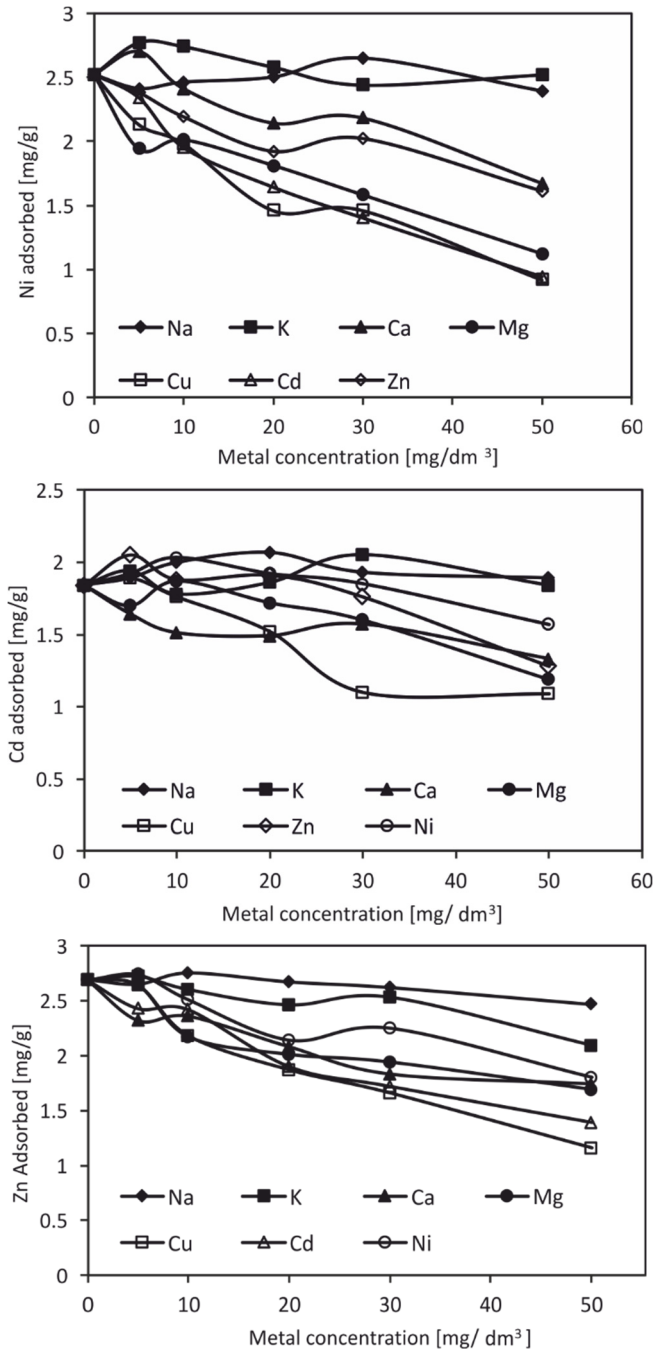 3
2.5
2
1.5
1
0.5
0
Ni adsorbed [mg/g]
Na K Ca Mg
Cu Cd Zn
0 10 20 30 40 50 60
Metal concentration [mg/dm ³]
2.5
2
1.5
1
0.5
0
Cd adsorbed [mg/g]
Na K Ca Mg
Cu Zn Ni
0 10 20 30 40 50 60
Metal concentration [mg/ dm³]
3
2.5
2
1.5
1
0.5
0
Zn Adsorbed [mg/g]
Na K Ca Mg
Cu Cd Ni
0 10 20 30 40 50
Metal concentration [mg/ dm³ ]